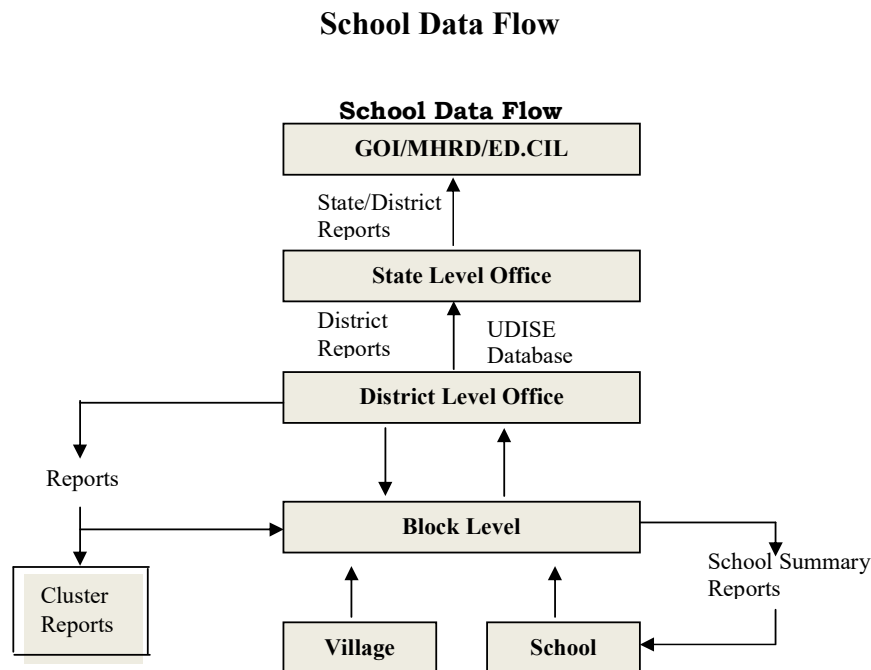 School Data Flow
School Data Flow
GOI/MHRD/ED.CIL
State/District
Reports
State Level Office
District
Reports
UDISE
Database
District Level Office
Reports
Block Level
School Summary
Reports
Cluster
Reports
Village
School